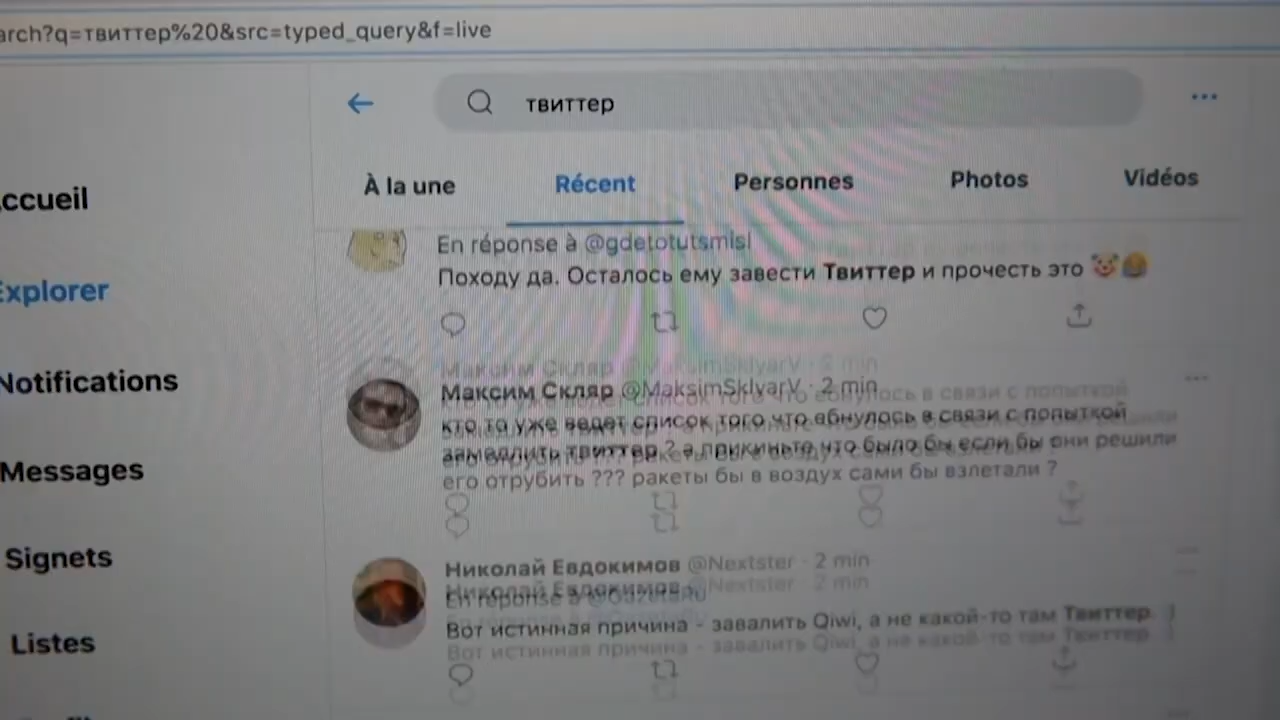 arch?q=твиттер%20&src=typed_query&f=live
твиттер
À la une
Récent
Personnes
Photos
Vidéos
ccueil
Explorer
Notifications
Messages
Signets
Listes
En réponse à @gdetotutsmisl
Походу да. Осталось ему завести Твиттер и прочесть это 🤡
Максим Скляр @MaksimSklyarV · 2 min
кто то уже ведет список того что ебнулось в связи с попыткой
замедлить твиттер ? а прикиньте что было бы если бы они решили
его отрубить ??? ракеты бы в воздух сами бы взлетали ?
Николай Евдокимов @Nextster · 2 min
En réponse à
Вот истинная причина - завалить Qiwi, а не какой-то там Твиттер :)